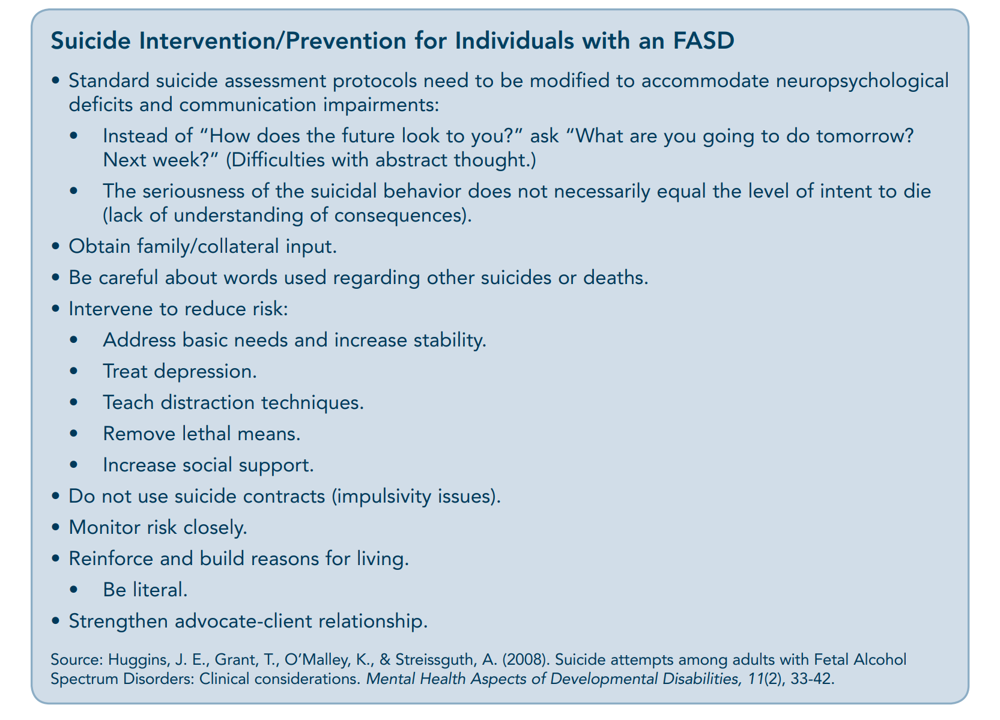 Suicide Intervention/Prevention for Individuals with an FASD
• Standard suicide assessment protocols need to be modified to accommodate neuropsychological
deficits and communication impairments:
• Instead of “How does the future look to you?” ask “What are you going to do tomorrow?
Next week?” (Difficulties with abstract thought.)
• The seriousness of the suicidal behavior does not necessarily equal the level of intent to die
(lack of understanding of consequences).
• Obtain family/collateral input.
• Be careful about words used regarding other suicides or deaths.
• Intervene to reduce risk:
• Address basic needs and increase stability.
• Treat depression.
• Teach distraction techniques.
• Remove lethal means.
• Increase social support.
• Do not use suicide contracts (impulsivity issues).
• Monitor risk closely.
• Reinforce and build reasons for living.
• Be literal.
• Strengthen advocate-client relationship.
Source: Huggins, J. E., Grant, T., O’Malley, K., & Streissguth, A. (2008). Suicide attempts among adults with Fetal Alcohol
Spectrum Disorders: Clinical considerations. Mental Health Aspects of Developmental Disabilities, 11(2), 33-42.